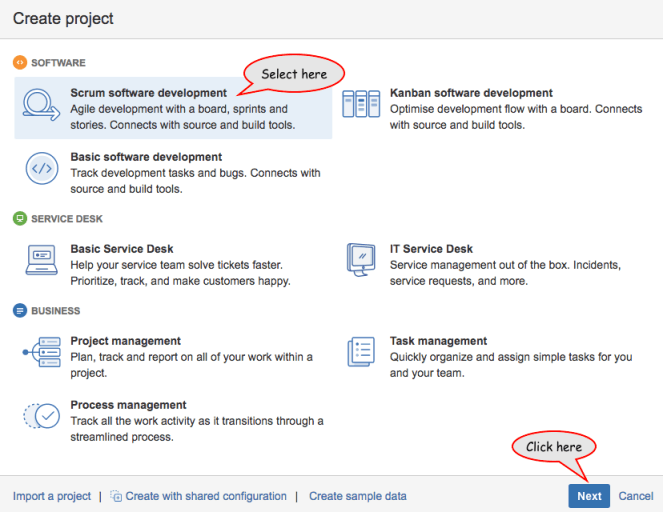 Create project
SOFTWARE
Select here
Scrum software development
Agile development with a board, sprints and
stories. Connects with source and build tools.
Kanban software development
Optimise development flow with a board. Connects
with source and build tools.
Basic software development
Track development tasks and bugs. Connects with
source and build tools.
SERVICE DESK
Basic Service Desk
Help your service team solve tickets faster.
Prioritize, track, and make customers happy.
IT Service Desk
Service management out of the box. Incidents,
service requests, and more.
BUSINESS
Project management
Plan, track and report on all of your work within a
project.
Task management
Quickly organize and assign simple tasks for you
and your team.
Process management
Track all the work activity as it transitions through a
streamlined process.
Click here
Import a project | Create with shared configuration | Create sample data Next Cancel